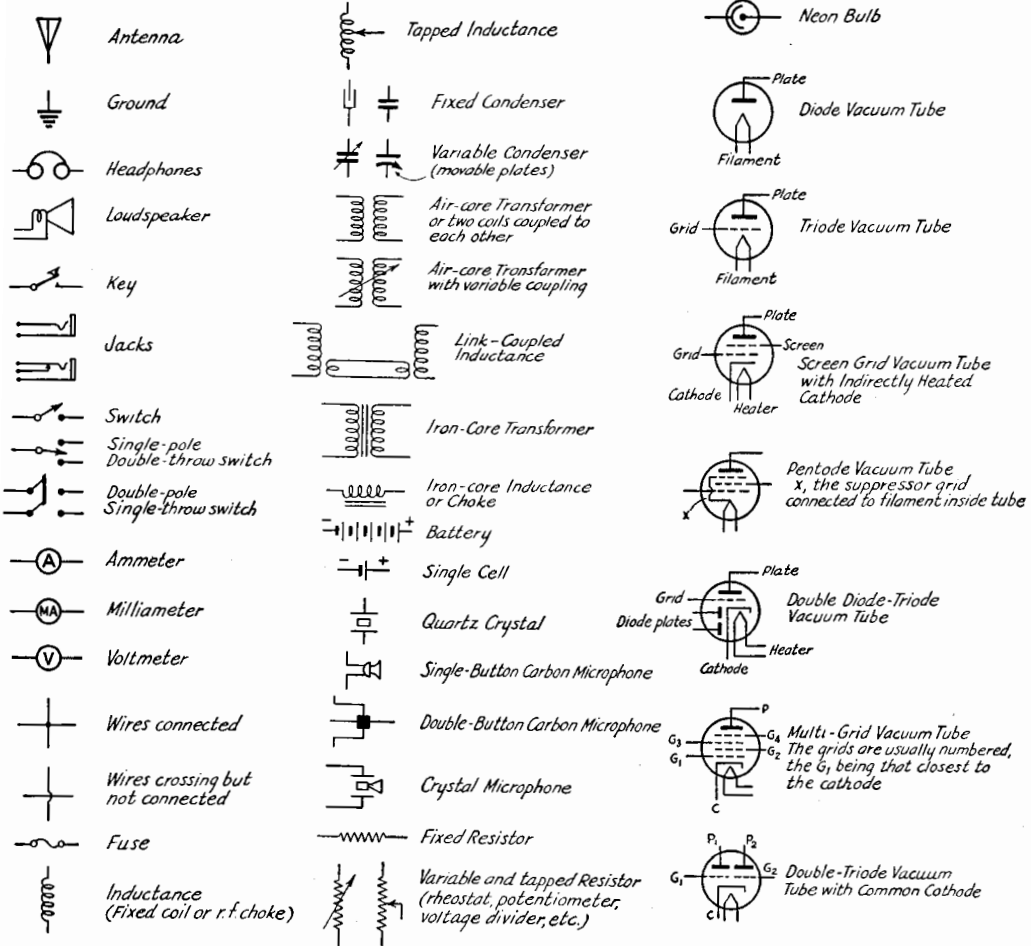 Antenna
Ground
Headphones
Loudspeaker
Key
Jacks
Switch
Single-pole
Double-throw switch
Double-pole
Single-throw switch
A
Ammeter
MA
Milliameter
V
Voltmeter
Wires connected
Wires crossing but
not connected
Fuse
Inductance
(Fixed coil or r.f. choke)
Tapped Inductance
Fixed Condenser
Variable Condenser
(movable plates)
Air-core Transformer
or two coils coupled to
each other
Air-core Transformer
with variable coupling
Link-Coupled
Inductance
Iron-Core Transformer
Iron-core Inductance
or Choke
- +
Battery
- +
Single Cell
Quartz Crystal
Single-Button Carbon Microphone
Double-Button Carbon Microphone
Crystal Microphone
Fixed Resistor
Variable and tapped Resistor
(rheostat, potentiometer,
voltage divider, etc.)
Neon Bulb
Plate
Diode Vacuum Tube
Filament
Plate
Grid
Triode Vacuum Tube
Filament
Plate
Screen
Grid
Cathode
Heater
Screen Grid Vacuum Tube
with Indirectly Heated
Cathode
X
Pentode Vacuum Tube
X, the suppressor grid
connected to filament inside tube
Plate
Grid
Diode plates
Heater
Cathode
Double Diode-Triode
Vacuum Tube
P
G4
G3
G2
G1
C
Multi-Grid Vacuum Tube
The grids are usually numbered,
the G1 being that closest to
the cathode
P1 P2
G1
G2
C
Double-Triode Vacuum
Tube with Common Cathode